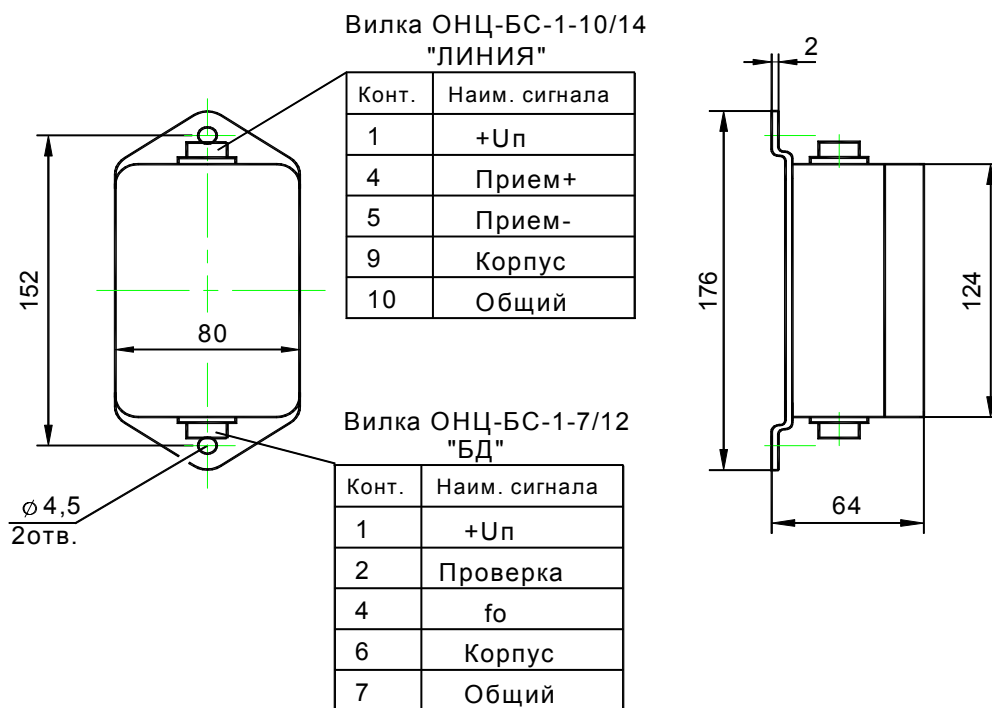 Вилка ОНЦ-БС-1-10/14
"ЛИНИЯ"
Конт. Наим. сигнала
1 +Uп
4 Прием+
5 Прием-
9 Корпус
10 Общий
152
80
ø 4,5
2отв.
Вилка ОНЦ-БС-1-7/12
"БД"
Конт. Наим. сигнала
1 +Uп
2 Проверка
4 fo
6 Корпус
7 Общий
2
176
124
64